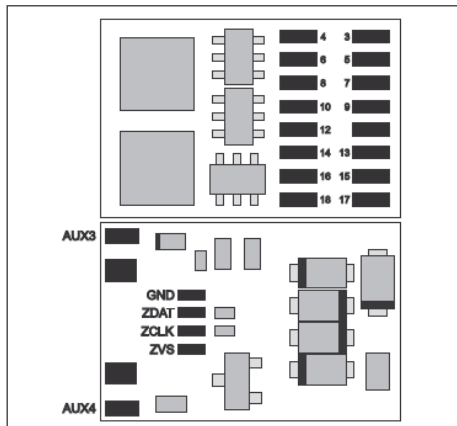 4 3
6 5
8 7
10 9
12
14 13
16 15
18 17
AUX3
GND
ZDAT
ZCLK
ZVS
AUX4